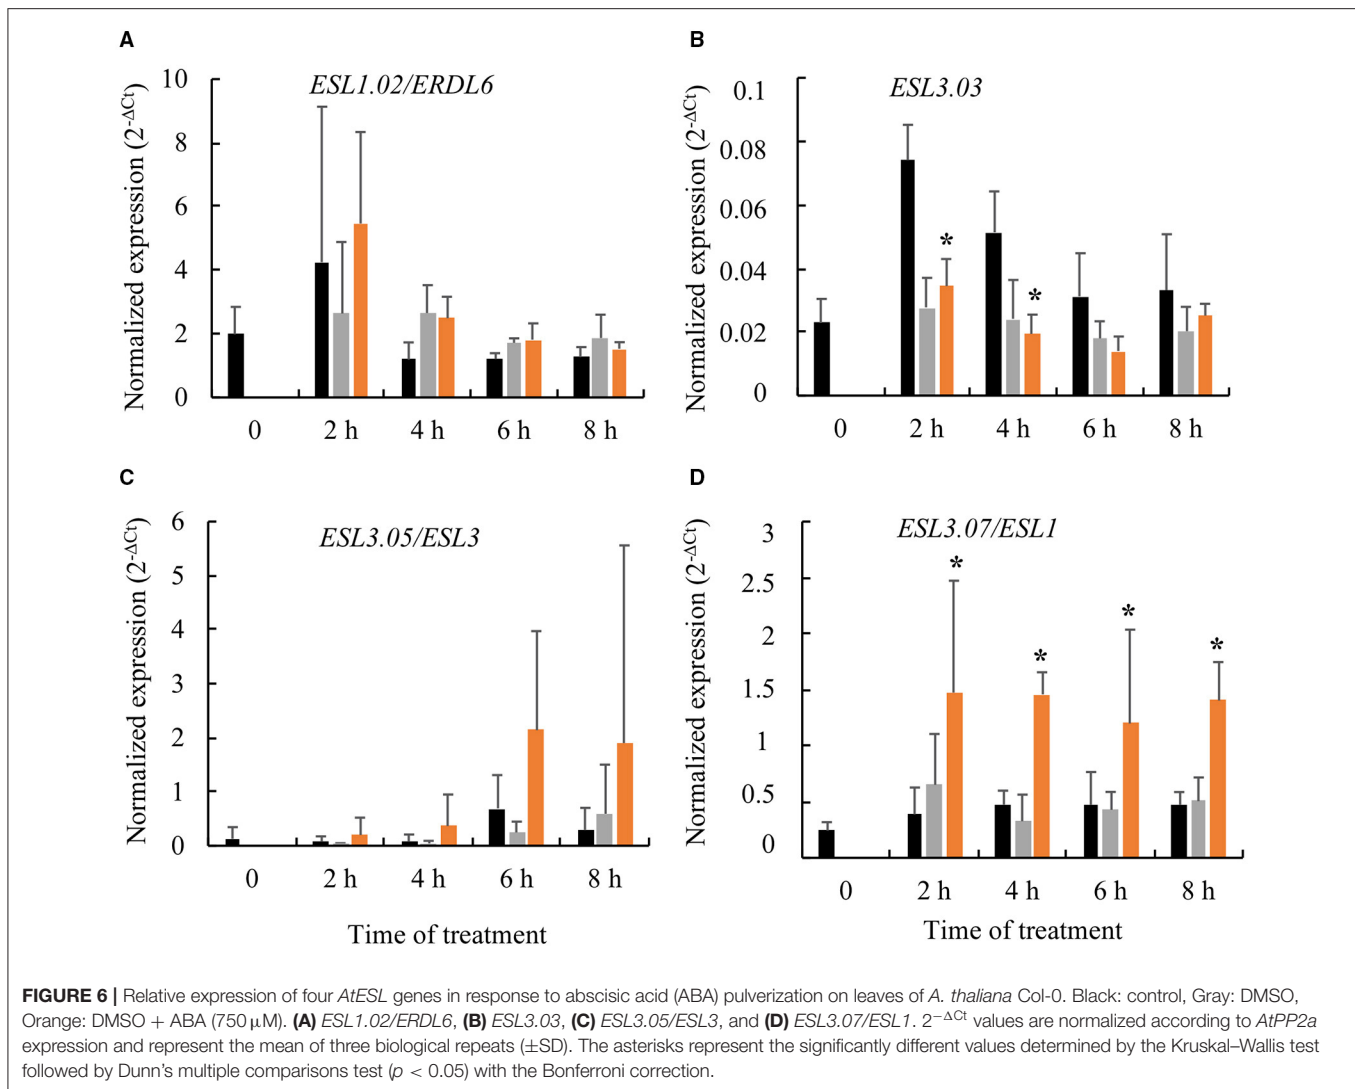 A
ESL1.02/ERDL6
Normalized expression (2-ΔCt)
10
8
6
4
2
0
0 2 h 4 h 6 h 8 h
B
ESL3.03
Normalized expression (2-ΔCt)
0.1
0.08
0.06
0.04
0.02
0
*
*
0 2 h 4 h 6 h 8 h
C
ESL3.05/ESL3
Normalized expression (2-ΔCt)
6
5
4
3
2
1
0
0 2 h 4 h 6 h 8 h
Time of treatment
D
ESL3.07/ESL1
Normalized expression (2-ΔCt)
3
2.5
2
1.5
1
0.5
0
*
*
*
*
0 2 h 4 h 6 h 8 h
Time of treatment
FIGURE 6 | Relative expression of four AtESL genes in response to abscisic acid (ABA) pulverization on leaves of A. thaliana Col-0. Black: control, Gray: DMSO,
Orange: DMSO + ABA (750 μM). (A) ESL1.02/ERDL6, (B) ESL3.03, (C) ESL3.05/ESL3, and (D) ESL3.07/ESL1. 2−ΔCt values are normalized according to AtPP2a
expression and represent the mean of three biological repeats (±SD). The asterisks represent the significantly different values determined by the Kruskal–Wallis test
followed by Dunn's multiple comparisons test (p < 0.05) with the Bonferroni correction.